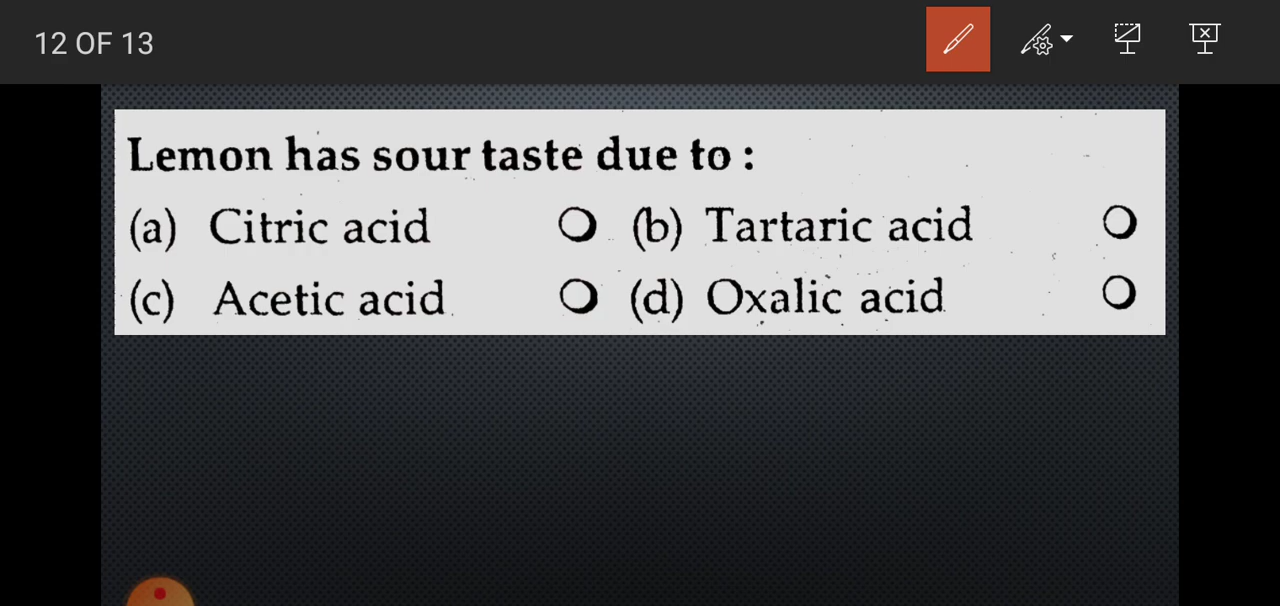 12 OF 13
Lemon has sour taste due to :
(a) Citric acid (b) Tartaric acid
(c) Acetic acid (d) Oxalic acid